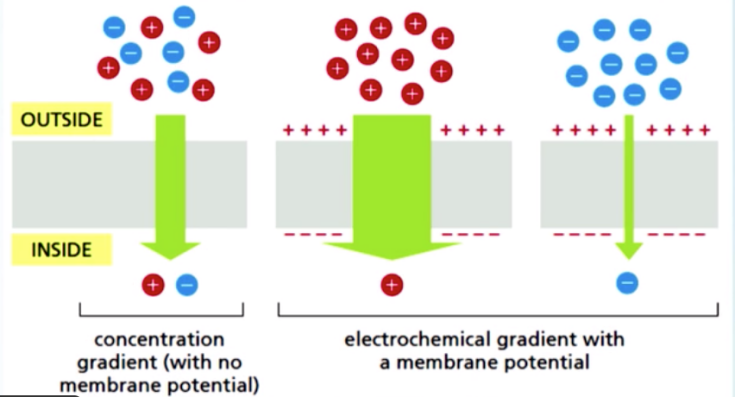 OUTSIDE
+ + + + + + + +
+ + + + + + + +
INSIDE
concentration
gradient (with no
membrane potential)
electrochemical gradient with
a membrane potential